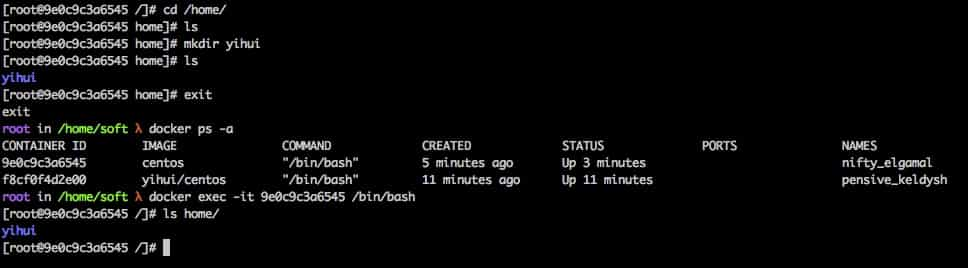 [root@9e0c9c3a6545 /]# cd /home/
[root@9e0c9c3a6545 home]# ls
[root@9e0c9c3a6545 home]# mkdir yihui
[root@9e0c9c3a6545 home]# ls
yihui
[root@9e0c9c3a6545 home]# exit
exit
root in /home/soft λ docker ps -a
CONTAINER ID IMAGE COMMAND CREATED STATUS PORTS NAMES
9e0c9c3a6545 centos "/bin/bash" 5 minutes ago Up 3 minutes nifty_elgamal
f8cf0f4d2e00 yihui/centos "/bin/bash" 11 minutes ago Up 11 minutes pensive_keldysh
root in /home/soft λ docker exec -it 9e0c9c3a6545 /bin/bash
[root@9e0c9c3a6545 /]# ls home/
yihui
[root@9e0c9c3a6545 /]#